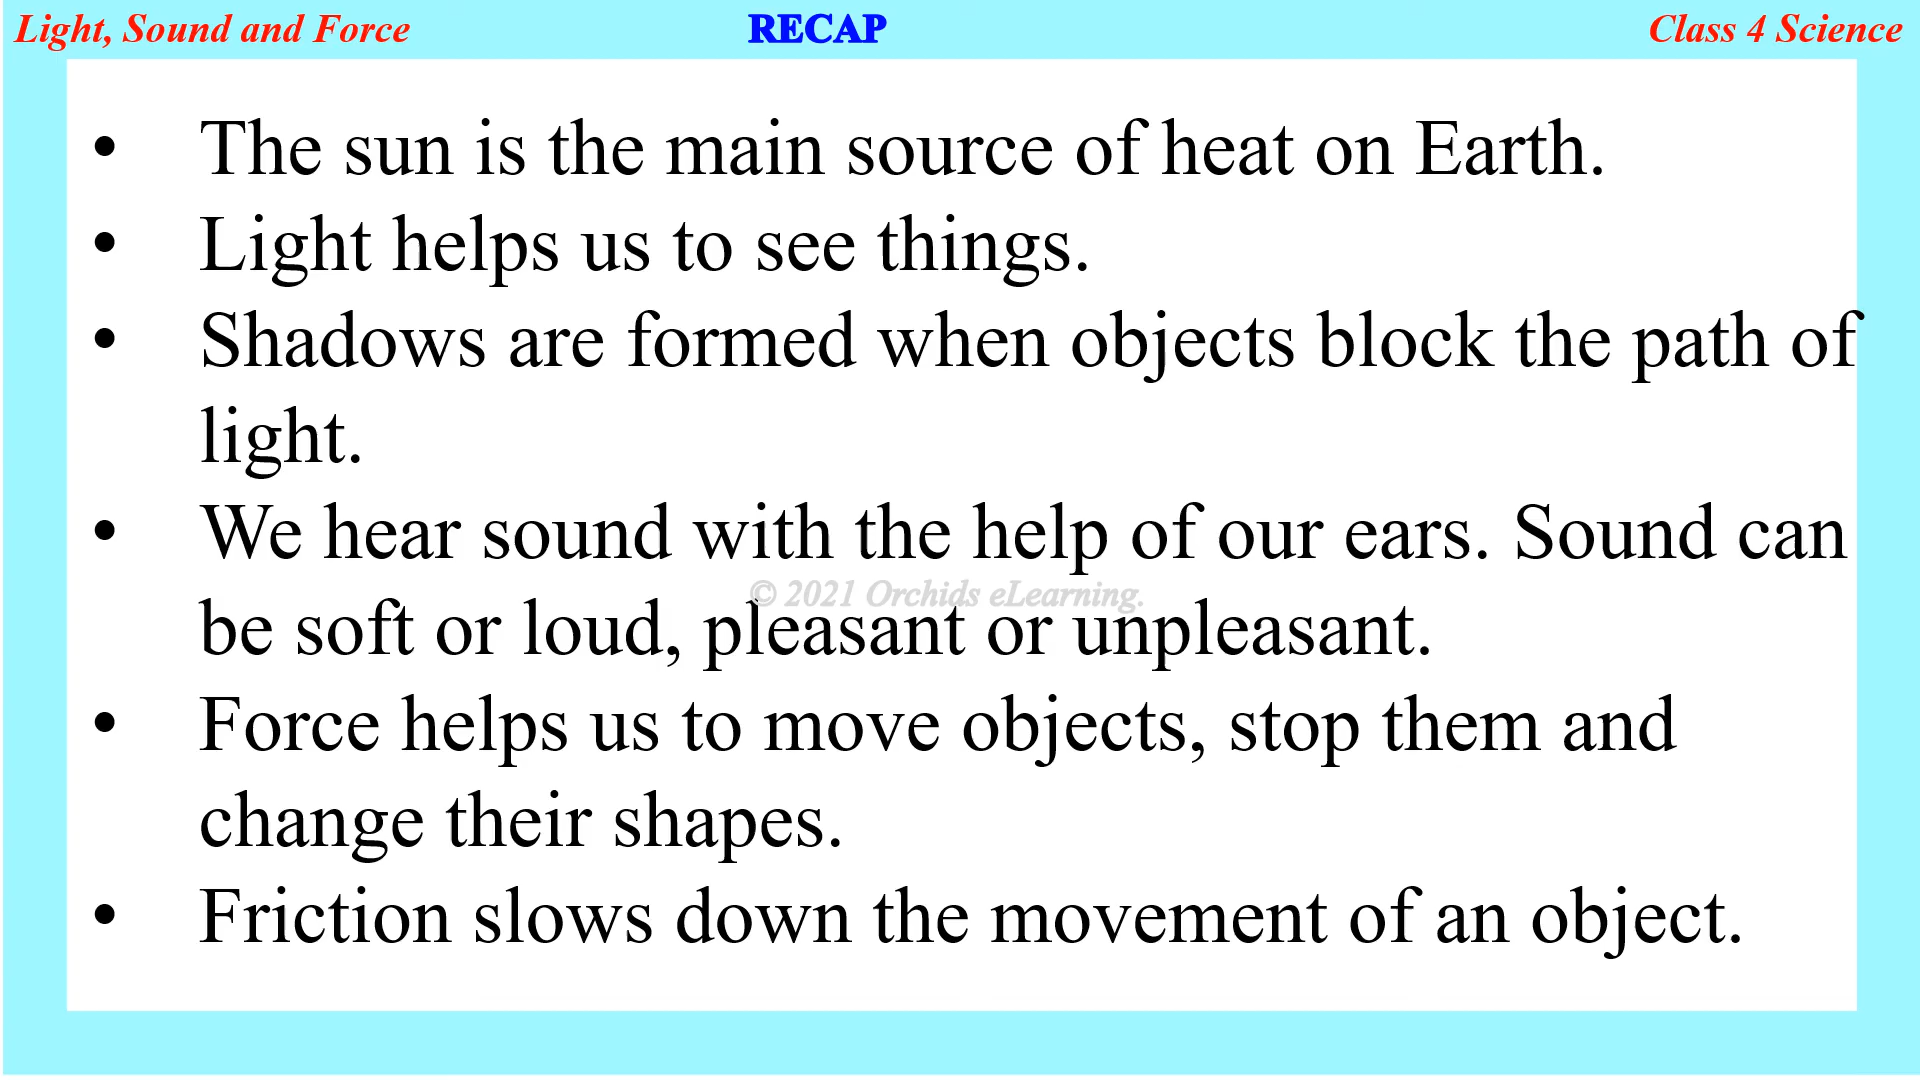 Light, Sound and Force
RECAP
Class 4 Science
• The sun is the main source of heat on Earth.
• Light helps us to see things.
• Shadows are formed when objects block the path of
light.
• We hear sound with the help of our ears. Sound can
© 2021 Orchids eLearning.
be soft or loud, pleasant or unpleasant.
• Force helps us to move objects, stop them and
change their shapes.
• Friction slows down the movement of an object.